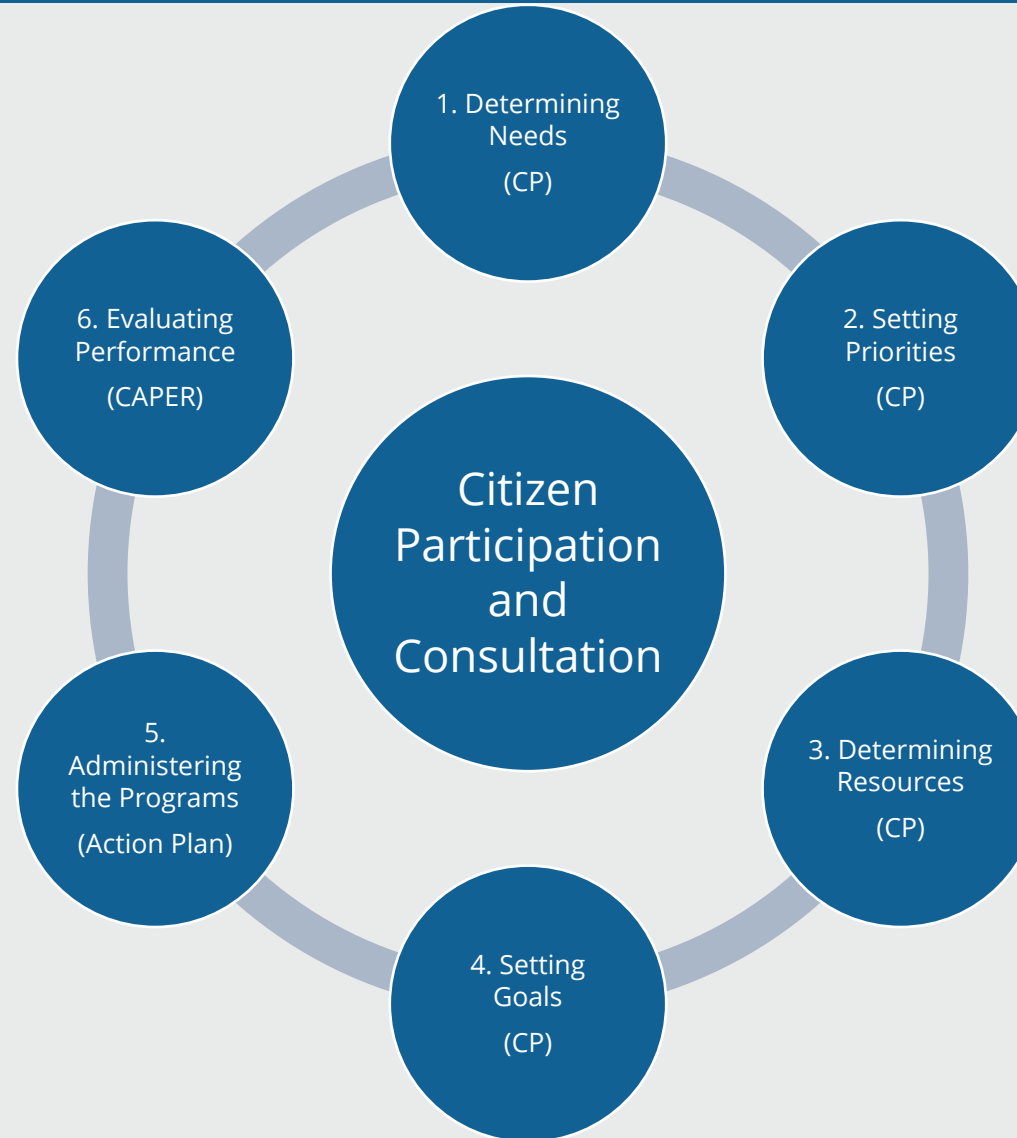 1. Determining
Needs
(CP)
2. Setting
Priorities
(CP)
3. Determining
Resources
(CP)
4. Setting
Goals
(CP)
5.
Administering
the Programs
(Action Plan)
6. Evaluating
Performance
(CAPER)
Citizen
Participation
and
Consultation